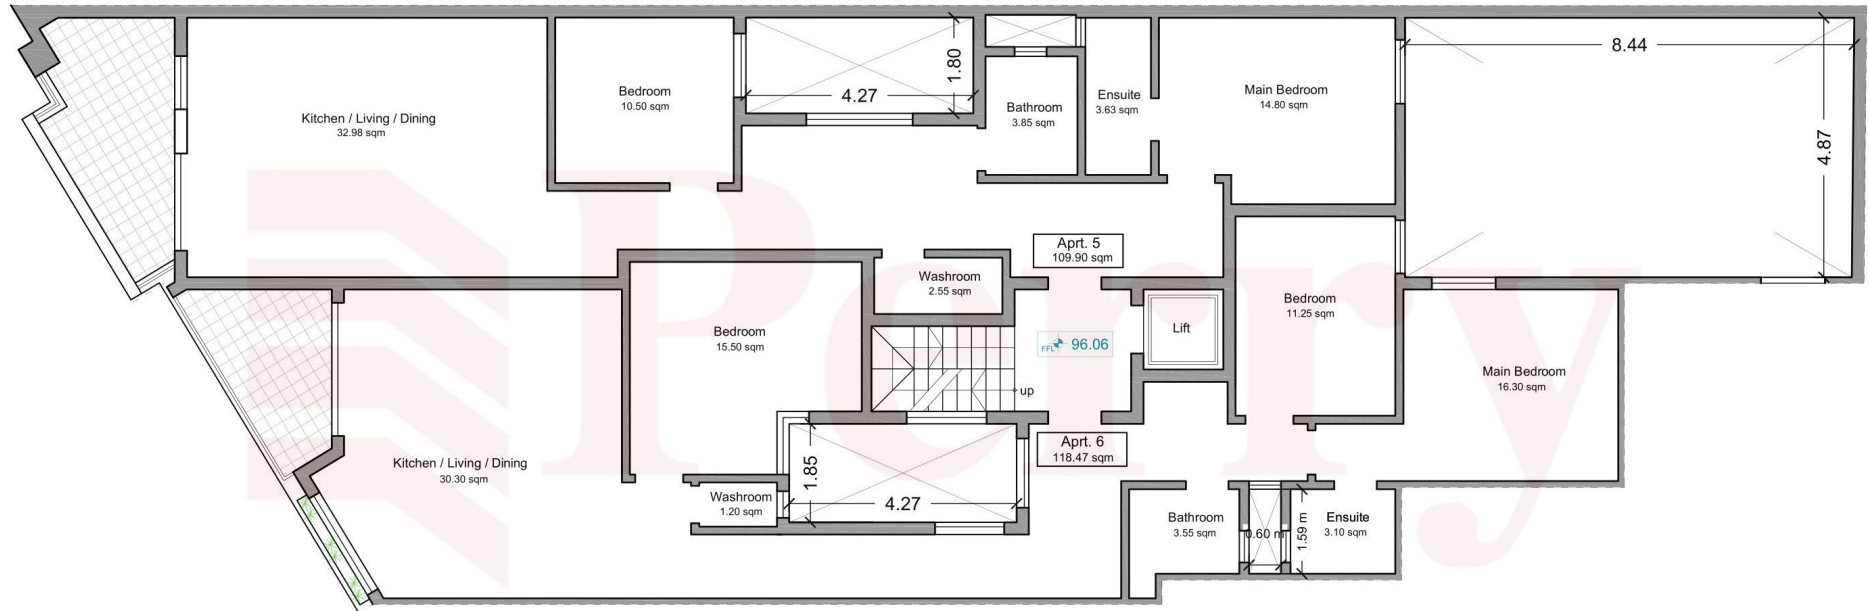 Kitchen / Living / Dining
32.98 sqm
Bedroom
10.50 sqm
4.27
1.80
Bathroom
3.85 sqm
Ensuite
3.63 sqm
Main Bedroom
14.80 sqm
8.44
4.87
Aprt. 5
109.90 sqm
Washroom
2.55 sqm
Bedroom
15.50 sqm
FFL 96.06
up
Lift
Bedroom
11.25 sqm
Main Bedroom
16.30 sqm
Aprt. 6
118.47 sqm
Kitchen / Living / Dining
30.30 sqm
Washroom
1.20 sqm
1.85
4.27
Bathroom
3.55 sqm
0.60 m
1.59 m
Ensuite
3.10 sqm
Perry